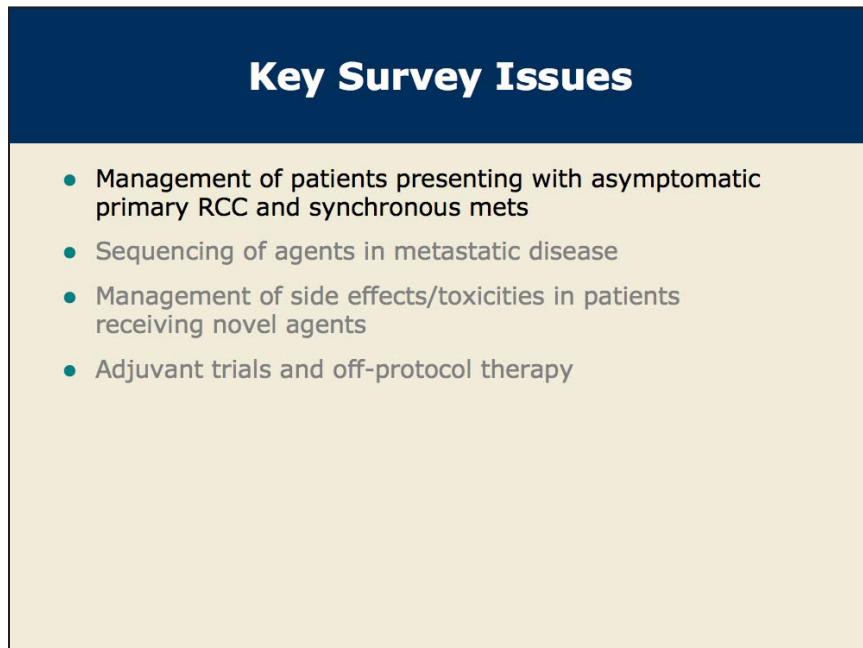 Key Survey Issues
• Management of patients presenting with asymptomatic
primary RCC and synchronous mets
• Sequencing of agents in metastatic disease
• Management of side effects/toxicities in patients
receiving novel agents
• Adjuvant trials and off-protocol therapy